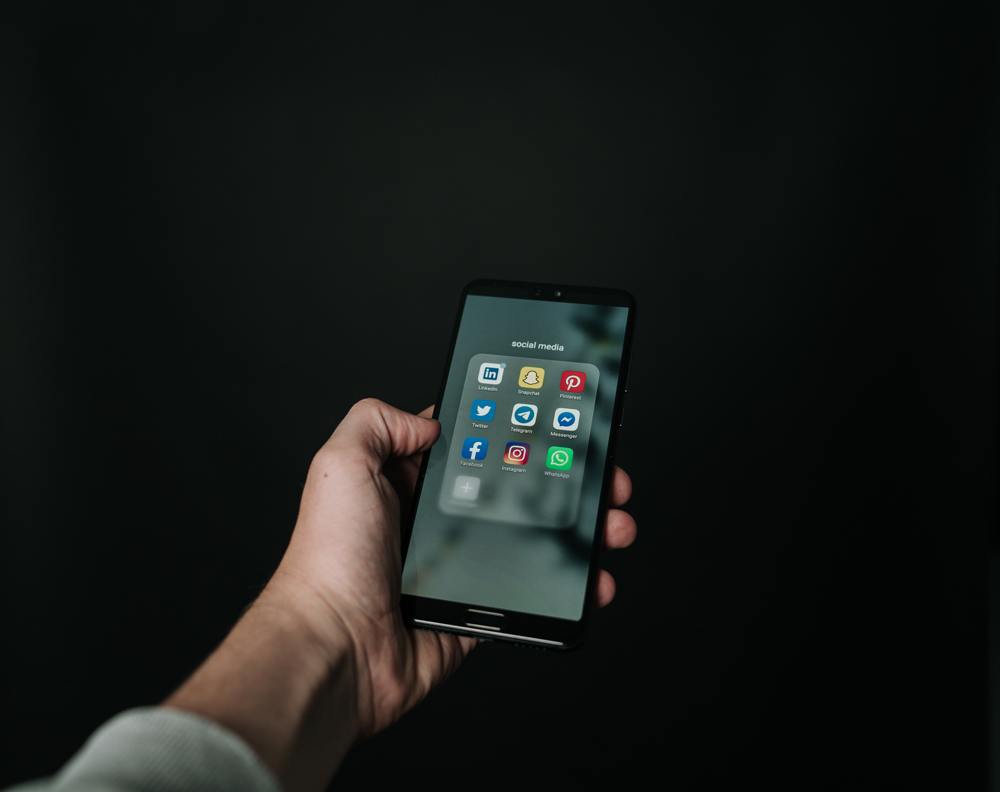 social media
LinkedIn Snapchat Pinterest
Twitter Telegram Messenger
Facebook Instagram WhatsApp